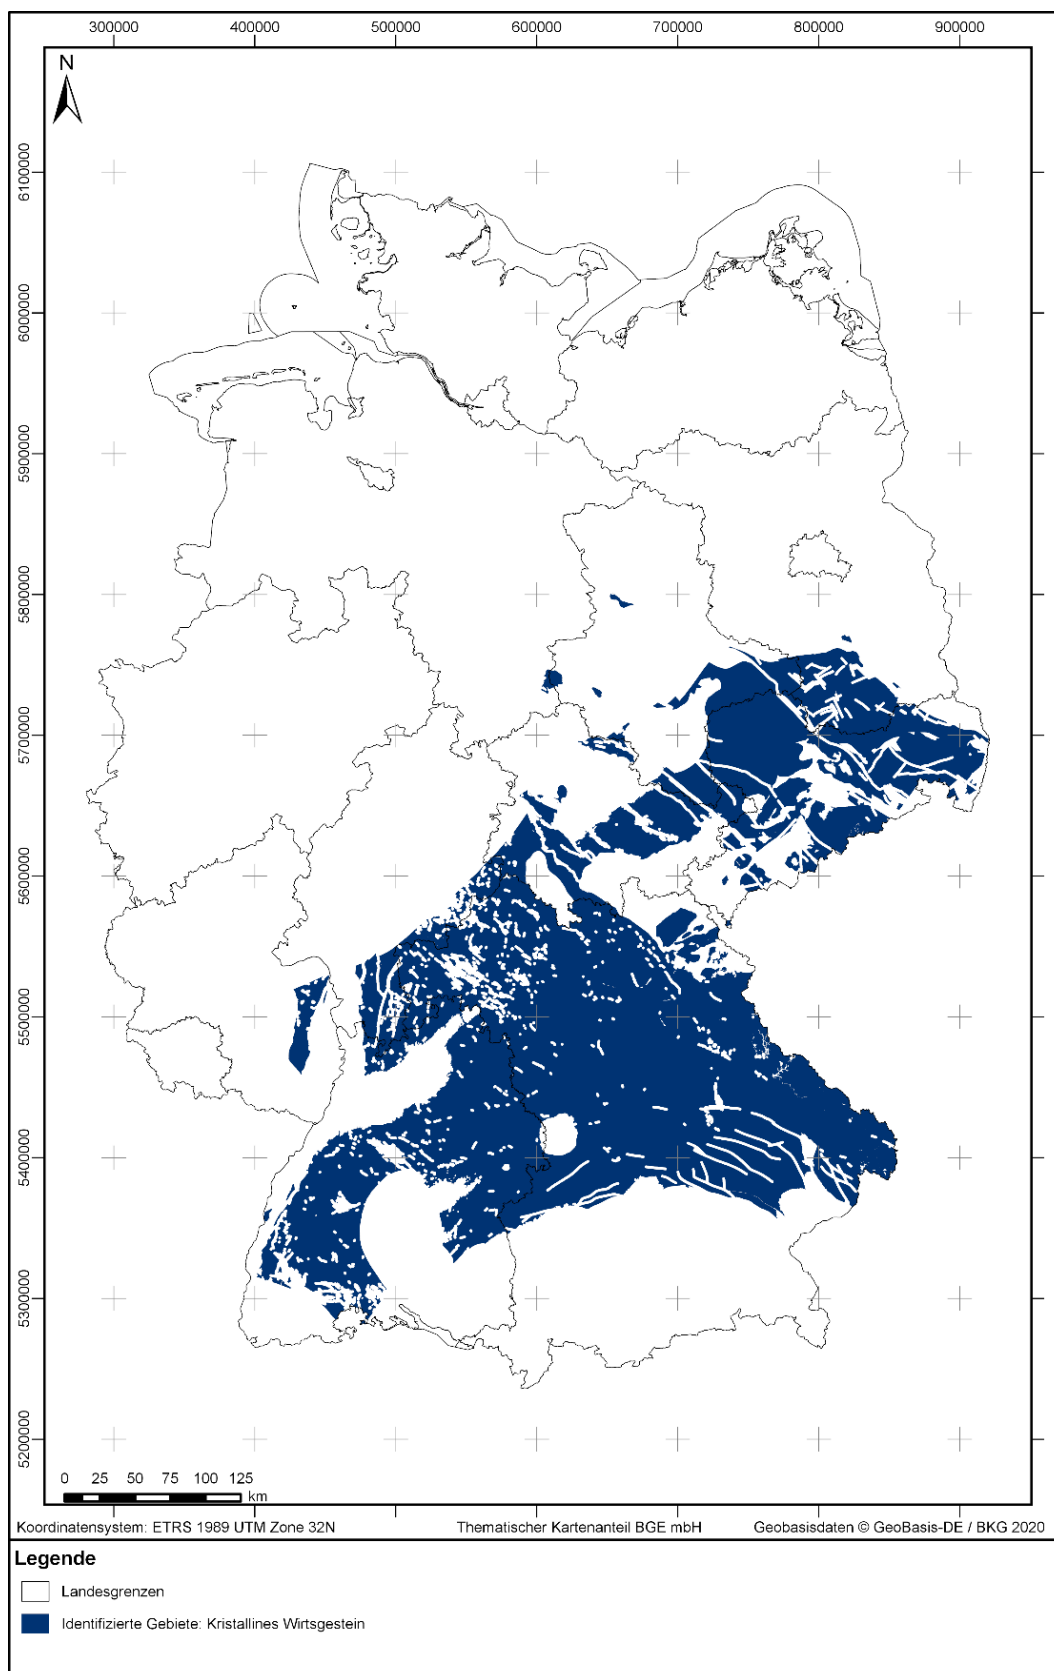 300000 400000 500000 600000 700000 800000 900000
N
6100000
6000000
5900000
5800000
5700000
5600000
5500000
5400000
5300000
5200000
0 25 50 75 100 125
km
Koordinatensystem: ETRS 1989 UTM Zone 32N Thematischer Kartenanteil BGE mbH Geobasisdaten © GeoBasis-DE / BKG 2020
Legende
Landesgrenzen
Identifizierte Gebiete: Kristallines Wirtsgestein